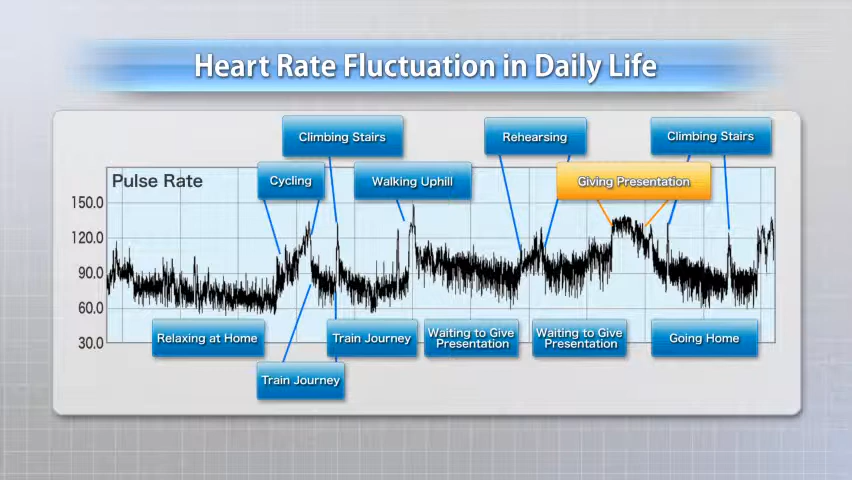 Heart Rate Fluctuation in Daily Life
Climbing Stairs
Rehearsing
Climbing Stairs
Pulse Rate
Cycling
Walking Uphill
Giving Presentation
150.0
120.0
90.0
60.0
30.0
Relaxing at Home
Train Journey
Waiting to Give
Presentation
Waiting to Give
Presentation
Going Home
Train Journey